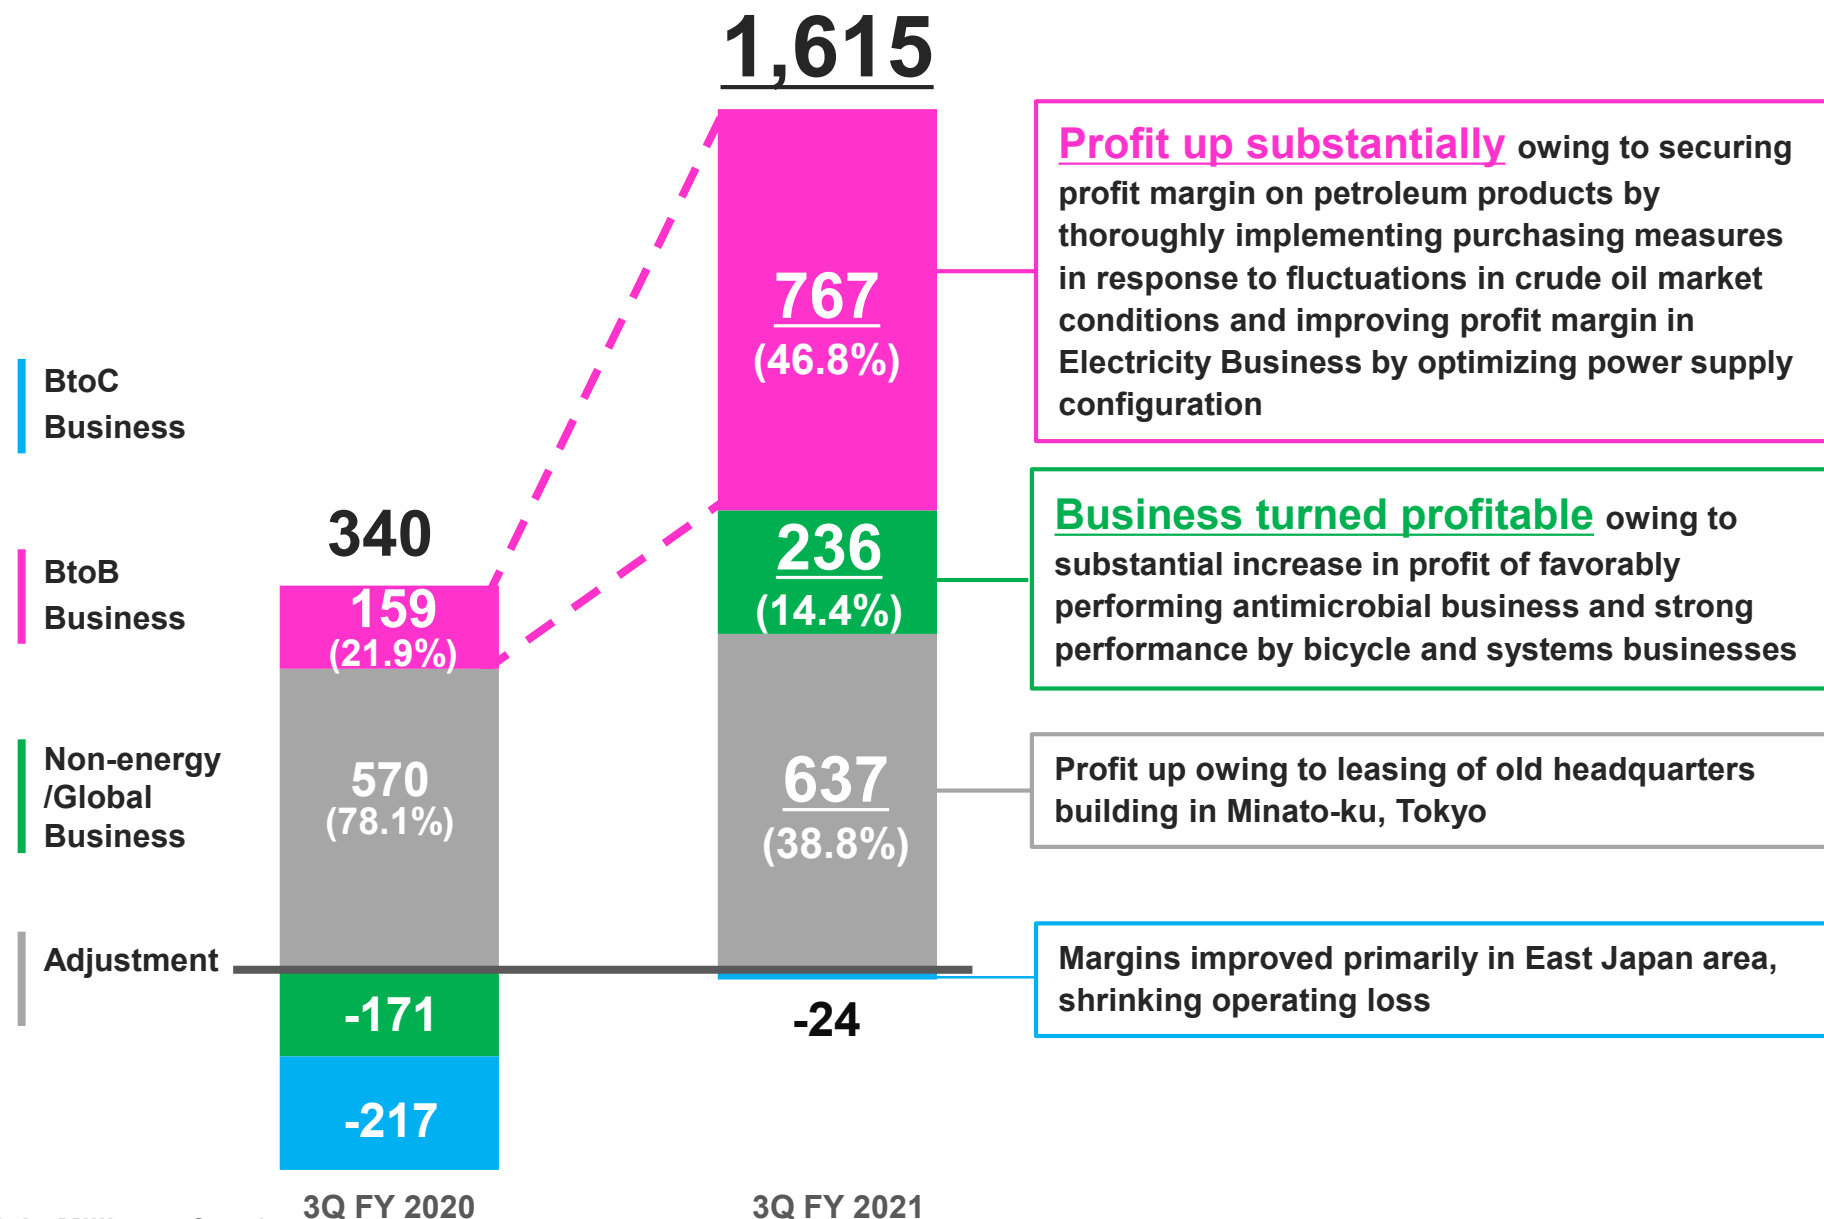 1,615
Profit up substantially owing to securing
profit margin on petroleum products by
thoroughly implementing purchasing measures
in response to fluctuations in crude oil market
conditions and improving profit margin in
Electricity Business by optimizing power supply
configuration
767
(46.8%)
BtoC
Business
340
Business turned profitable owing to
substantial increase in profit of favorably
performing antimicrobial business and strong
performance by bicycle and systems businesses
236
(14.4%)
BtoB
Business
159
(21.9%)
Non-energy
/Global
Business
570
(78.1%)
637
(38.8%)
Profit up owing to leasing of old headquarters
building in Minato-ku, Tokyo
Adjustment
Margins improved primarily in East Japan area,
shrinking operating loss
-171
-24
-217
3Q FY 2020
3Q FY 2021